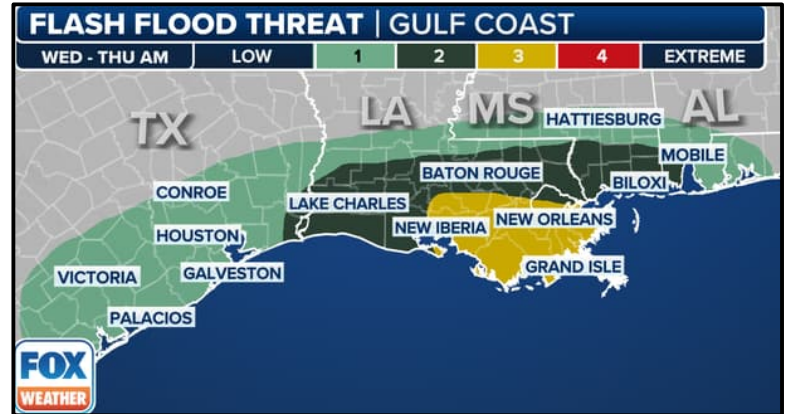 FLASH FLOOD THREAT | GULF COAST
WED - THU AM | LOW 1 2 3 4 EXTREME
TX
LA
MS
AL
HATTIESBURG
MOBILE
BATON ROUGE
BILOXI
CONROE
LAKE CHARLES
NEW ORLEANS
NEW IBERIA
HOUSTON
GRAND ISLE
VICTORIA
GALVESTON
PALACIOS
FOX
WEATHER